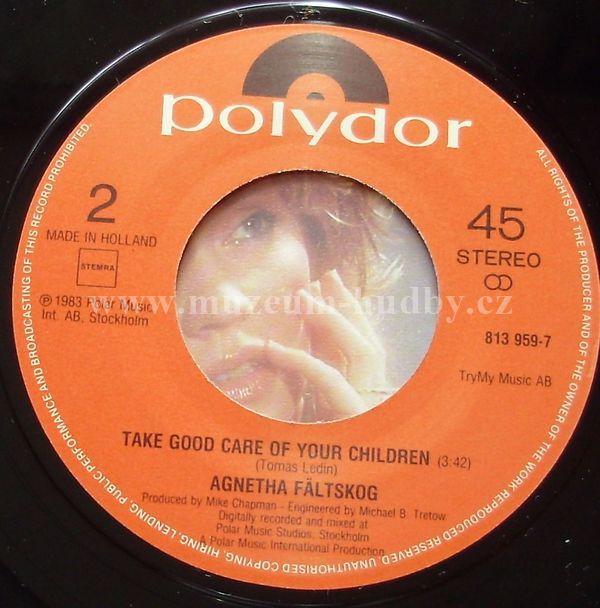 polydor
2
45
MADE IN HOLLAND
STEREO
STEMRA
℗ 1983 Polar Music
Int. AB, Stockholm
813 959-7
TryMy Music AB
www.muzeum-hudby.cz
TAKE GOOD CARE OF YOUR CHILDREN (3:42)
(Tomas Ledin)
AGNETHA FÄLTSKOG
Produced by Mike Chapman - Engineered by Michael B. Tretow
Digitally recorded and mixed at
Polar Music Studios, Stockholm
A Polar Music International Production
ALL RIGHTS OF THE PRODUCER AND OF THE OWNER OF THE WORK REPRODUCED RESERVED. UNAUTHORISED COPYING, HIRING, LENDING, PUBLIC PERFORMANCE AND BROADCASTING OF THIS RECORD PROHIBITED.